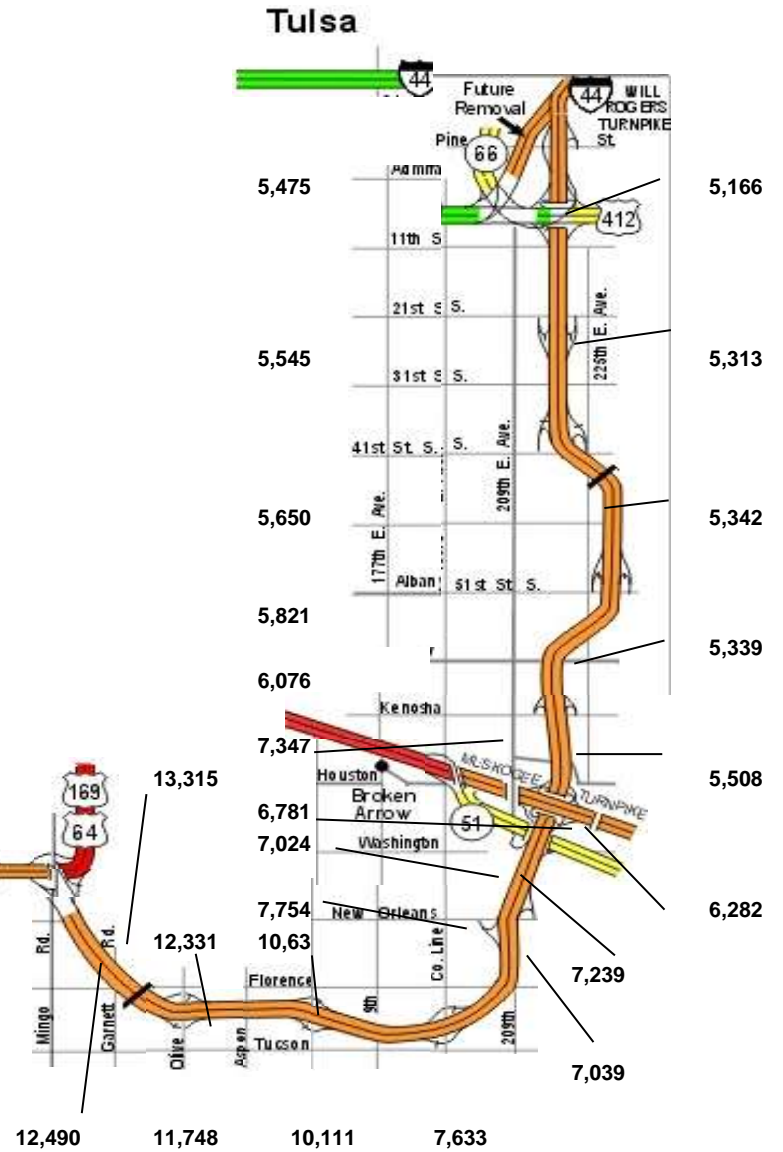 Tulsa
44
Future
Removal
44
WILL
ROGERS
TURNPIKE
Pine
St.
66
5,475
5,166
412
11th S
21st S S.
225th E. Ave.
5,545
5,313
31st S S.
41st St. S. S.
209th E. Ave.
177th E. Ave.
5,650
5,342
Alban
51st St S.
5,821
5,339
6,076
Kenosha
7,347
MUSKOGEE
TURNPIKE
5,508
13,315
169
Houston
Broken
Arrow
64
6,781
51
7,024
Washington
6,282
7,754
New Orleans
12,331
10,63
Co. Line
7,239
Mingo Rd.
Garnett Rd.
Florence
9th
209th
Olive
Aspen
Tucson
7,039
12,490
11,748
10,111
7,633